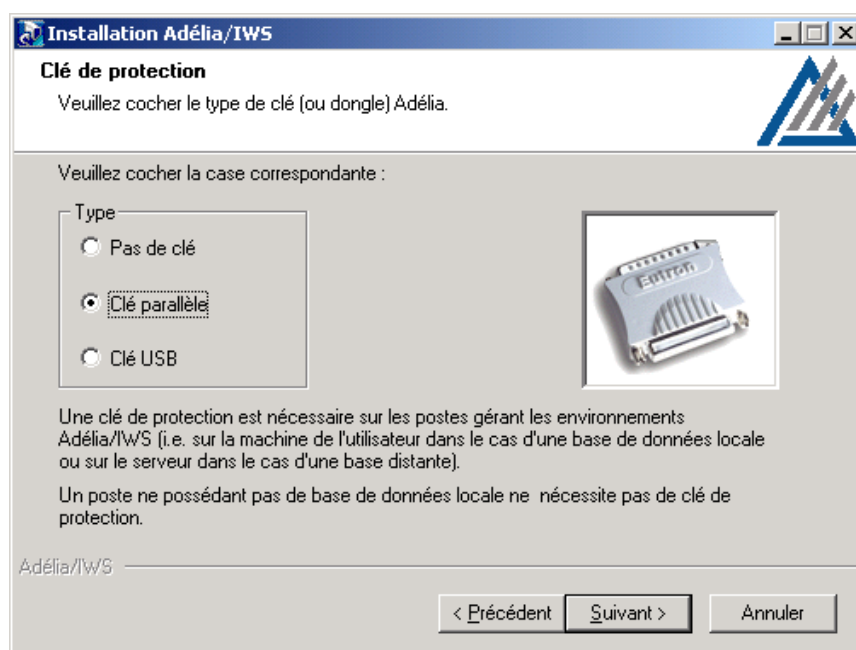 Installation Adélia/IWS
Clé de protection
Veuillez cocher le type de clé (ou dongle) Adélia.
Veuillez cocher la case correspondante :
Type
Pas de clé
Clé parallèle
Clé USB
Eutron
Une clé de protection est nécessaire sur les postes gérant les environnements
Adélia/IWS (i.e. sur la machine de l'utilisateur dans le cas d'une base de données locale
ou sur le serveur dans le cas d'une base distante).
Un poste ne possédant pas de base de données locale ne nécessite pas de clé de
protection.
Adélia/IWS
< Précédent
Suivant >
Annuler